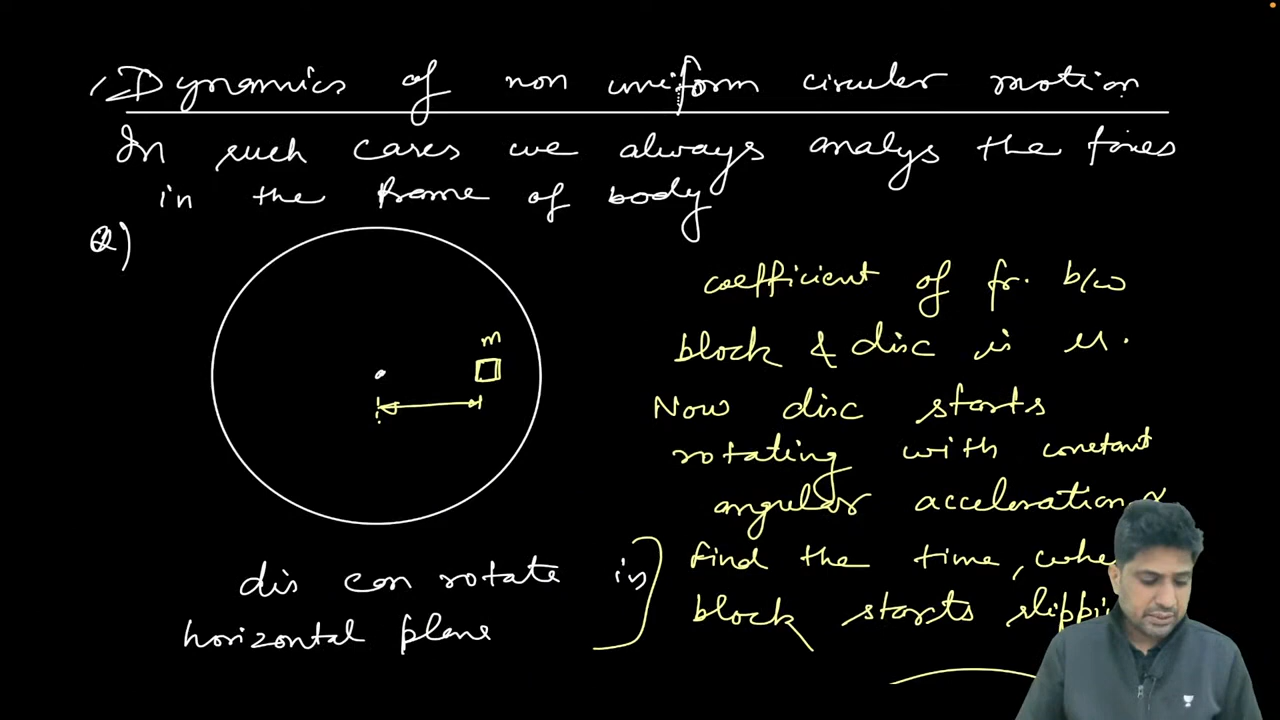 Dynamics of non uniform circular motion
In such cases we always analys the forces
in the frame of body
Q)
m
coefficient of fr. b/w
block & disc is μ.
Now disc starts
rotating with constant
angular acceleration α
find the time, whe
block starts slippi
dis can rotate in
horizontal plane